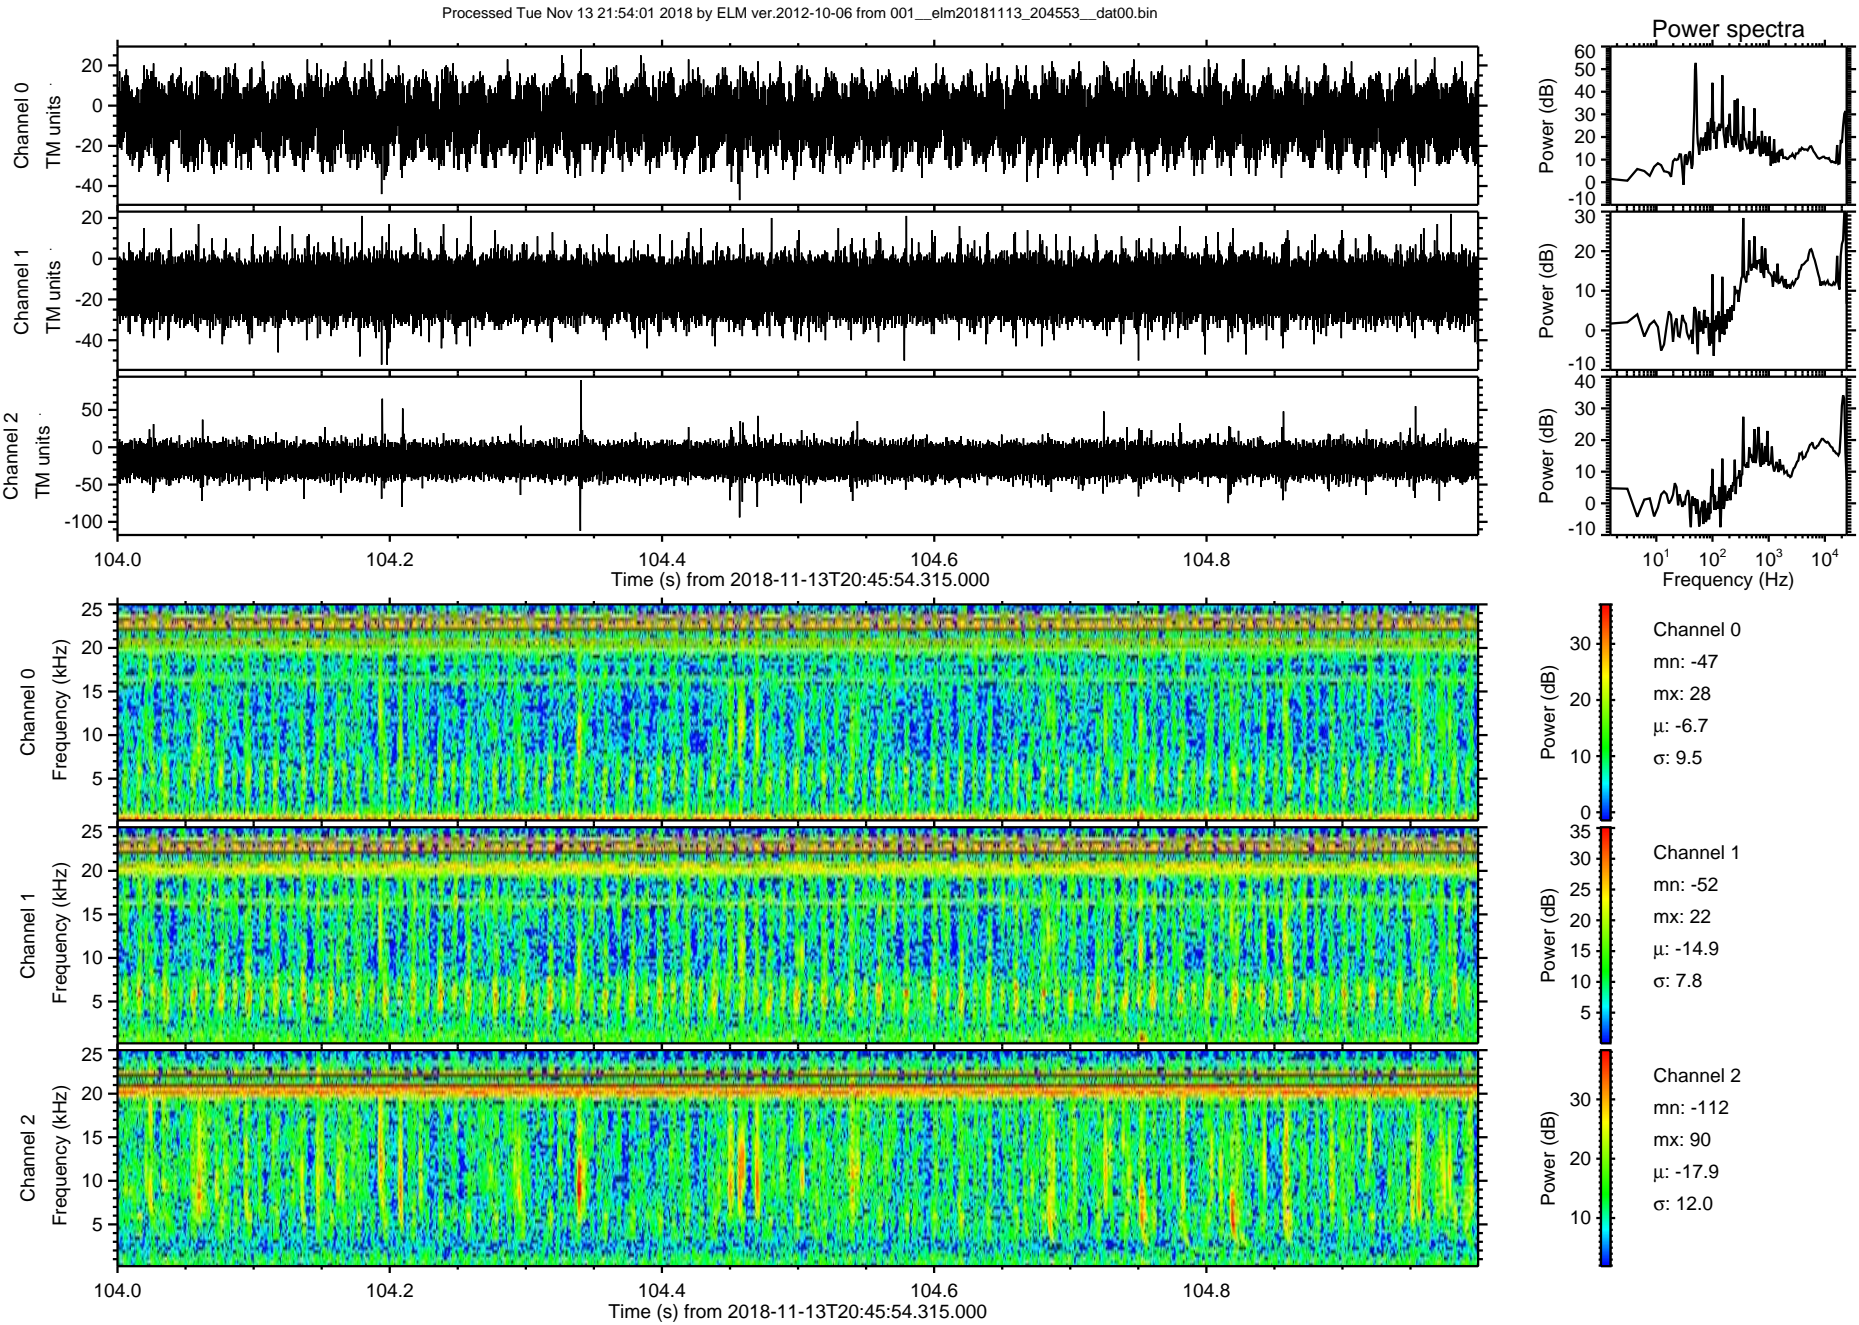 Processed Tue Nov 13 21:54:01 2018 by ELM ver.2012-10-06 from 001__elm20181113_204553__dat00.bin
Power spectra
Channel 0
TM units
20
0
-20
-40
Power (dB)
60
50
40
30
20
10
0
-10
Channel 1
TM units
20
0
-20
-40
Power (dB)
30
20
10
0
-10
Channel 2
TM units
50
0
-50
-100
Power (dB)
40
30
20
10
0
-10
104.0 104.2 104.4 104.6 104.8
Time (s) from 2018-11-13T20:45:54.315.000
10^1 10^2 10^3 10^4
Frequency (Hz)
Channel 0
Frequency (kHz)
25
20
15
10
5
Power (dB)
30
20
10
0
Channel 0
mn: -47
mx: 28
μ: -6.7
σ: 9.5
Channel 1
Frequency (kHz)
25
20
15
10
5
Power (dB)
35
30
25
20
15
10
5
Channel 1
mn: -52
mx: 22
μ: -14.9
σ: 7.8
Channel 2
Frequency (kHz)
25
20
15
10
5
Power (dB)
30
20
10
Channel 2
mn: -112
mx: 90
μ: -17.9
σ: 12.0
104.0 104.2 104.4 104.6 104.8
Time (s) from 2018-11-13T20:45:54.315.000